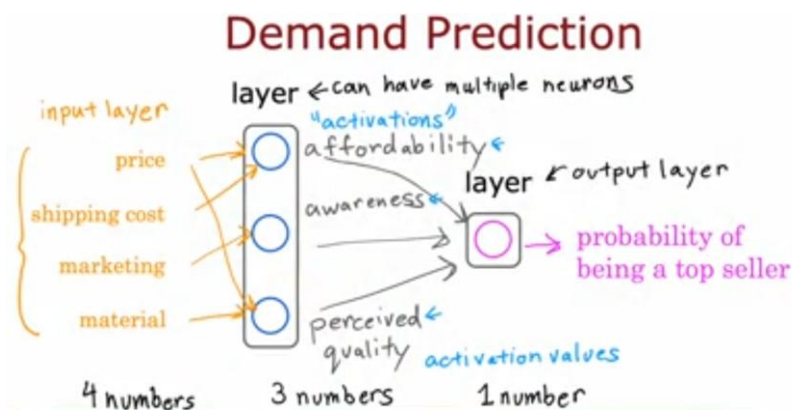 Demand Prediction
layer ←can have multiple neurons
input layer
"activations"
price
affordability
shipping cost
awareness
layer
output layer
marketing
probability of
being a top seller
material
perceived
quality
activation values
4 numbers
3 numbers
1 number